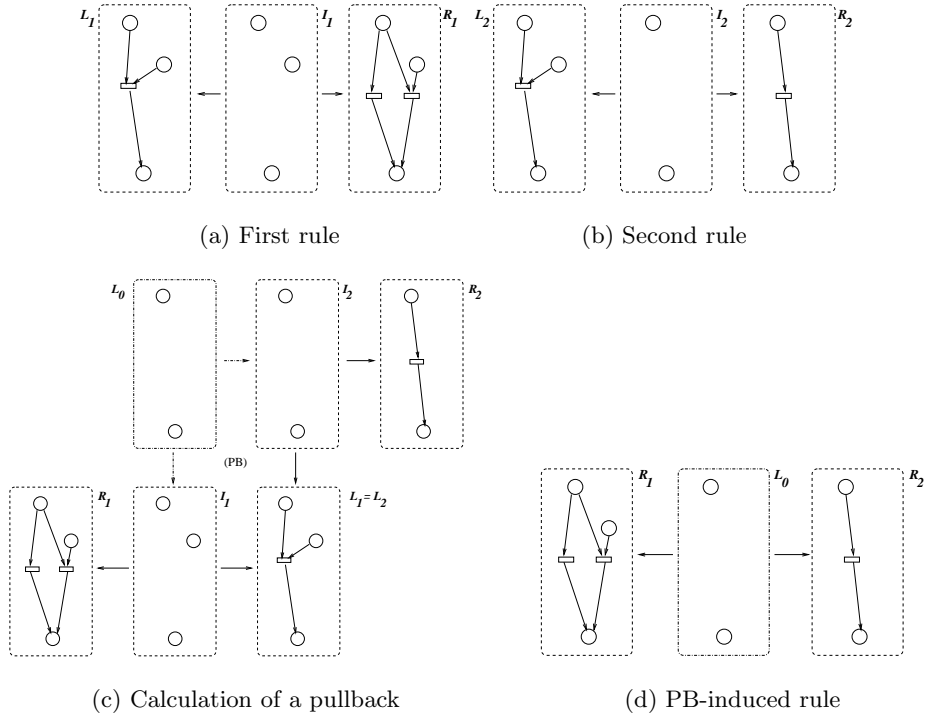 L1 I1 R1 L2 I2 R2
(a) First rule (b) Second rule
L0 I2 R2
(PB)
R1 I1 L1=L2 R1 L0 R2
(c) Calculation of a pullback (d) PB-induced rule